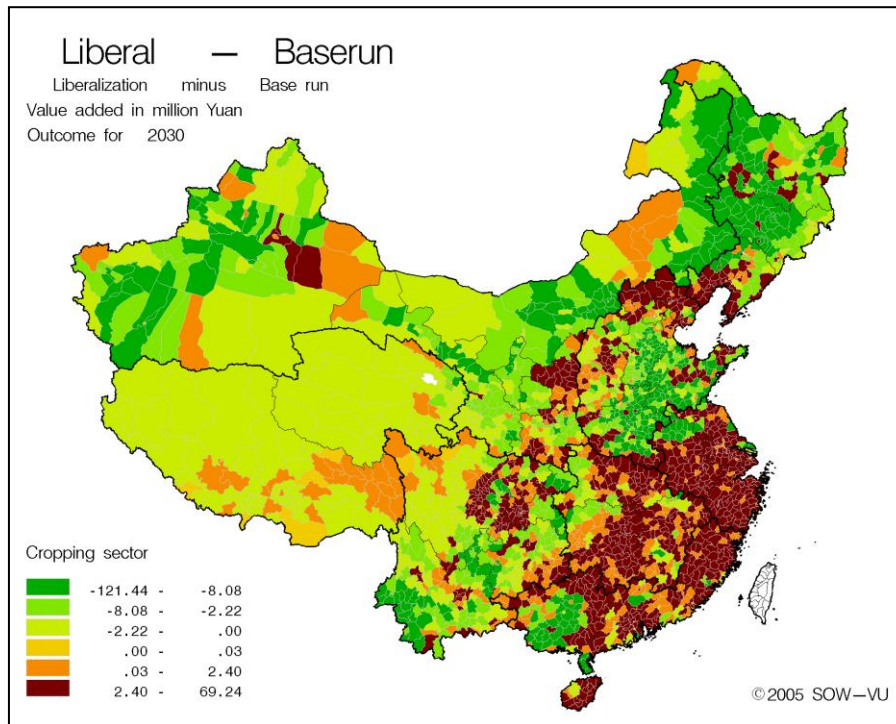 Liberal — Baserun
Liberalization minus Base run
Value added in million Yuan
Outcome for 2030
Cropping sector
-121.44 - -8.08
-8.08 - -2.22
-2.22 - .00
.00 - .03
.03 - 2.40
2.40 - 69.24
©2005 SOW—VU